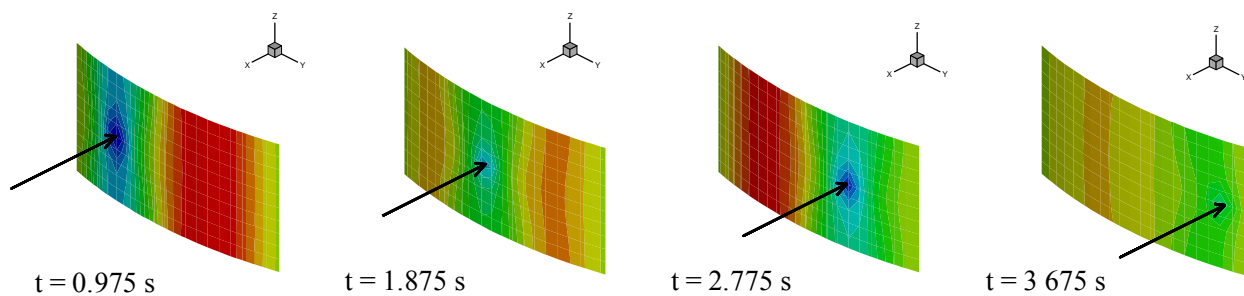 Z
X
Y
Z
X
Y
Z
X
Y
Z
X
Y
t = 0.975 s
t = 1.875 s
t = 2.775 s
t = 3 675 s